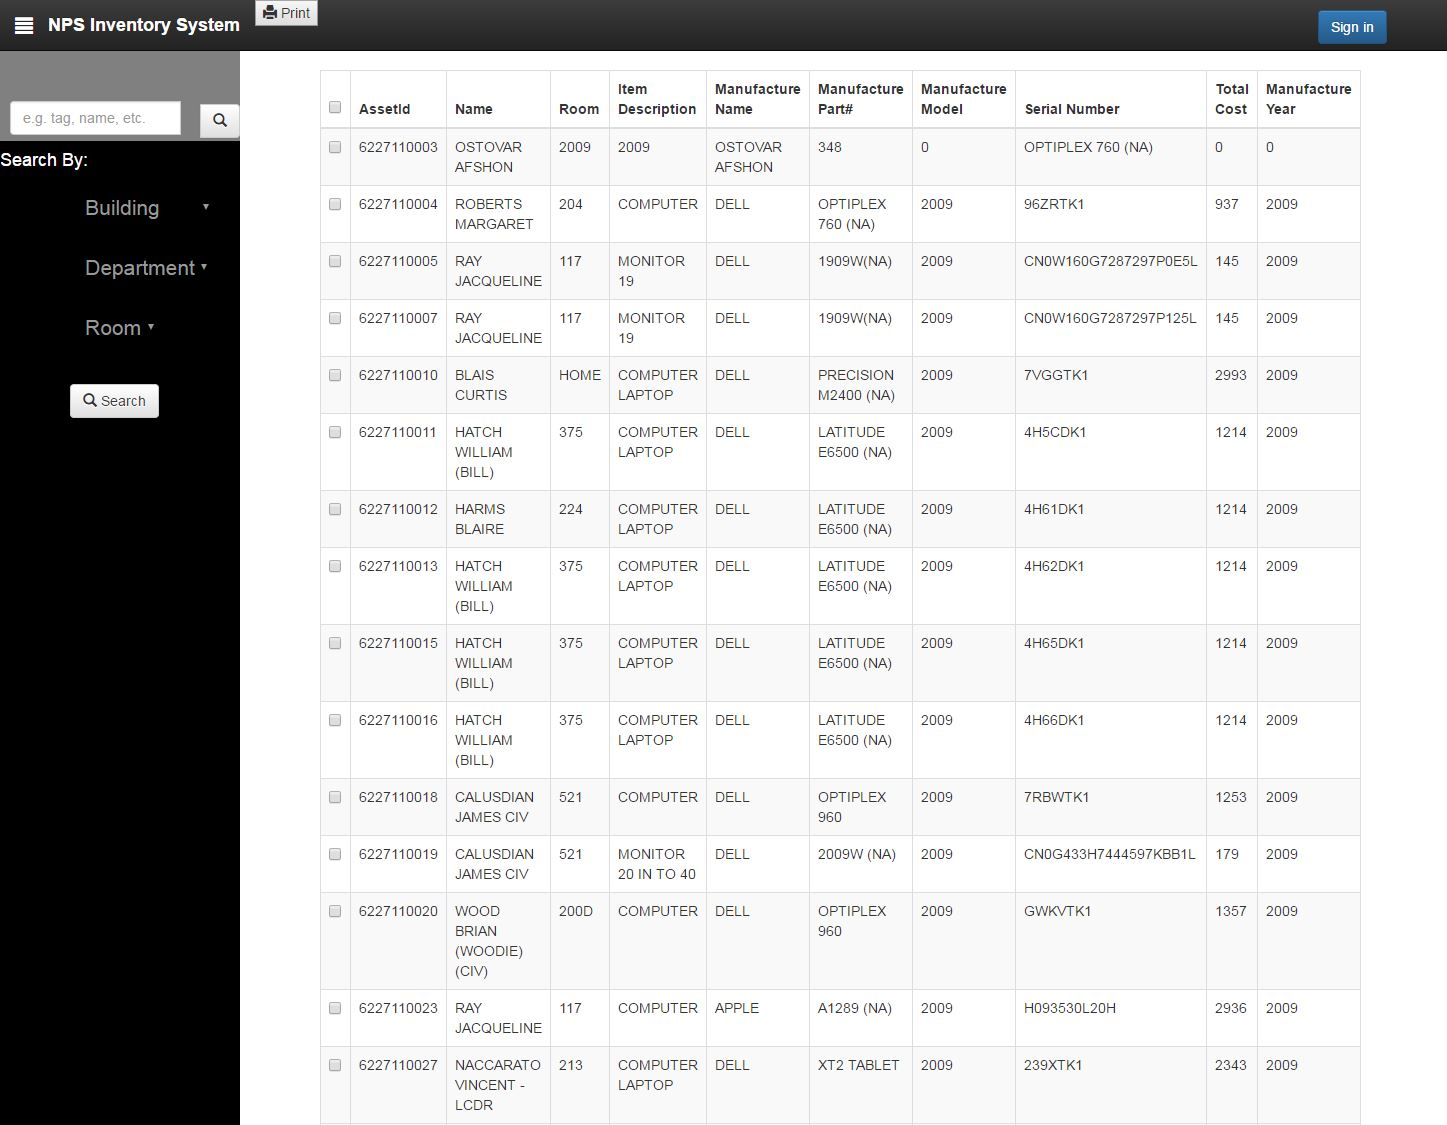 NPS Inventory System
Print
Sign in
e.g. tag, name, etc.
Search By:
Building
Department
Room
Search
AssetId Name Room Item Description Manufacture Name Manufacture Part# Manufacture Model Serial Number Total Cost Manufacture Year
6227110003 OSTOVAR AFSHON 2009 2009 OSTOVAR AFSHON 348 0 OPTIPLEX 760 (NA) 0 0
6227110004 ROBERTS MARGARET 204 COMPUTER DELL OPTIPLEX 760 (NA) 2009 96ZRTK1 937 2009
6227110005 RAY JACQUELINE 117 MONITOR 19 DELL 1909W(NA) 2009 CN0W160G7287297P0E5L 145 2009
6227110007 RAY JACQUELINE 117 MONITOR 19 DELL 1909W(NA) 2009 CN0W160G7287297P125L 145 2009
6227110010 BLAIS CURTIS HOME COMPUTER LAPTOP DELL PRECISION M2400 (NA) 2009 7VGGTK1 2993 2009
6227110011 HATCH WILLIAM (BILL) 375 COMPUTER LAPTOP DELL LATITUDE E6500 (NA) 2009 4H5CDK1 1214 2009
6227110012 HARMS BLAIRE 224 COMPUTER LAPTOP DELL LATITUDE E6500 (NA) 2009 4H61DK1 1214 2009
6227110013 HATCH WILLIAM (BILL) 375 COMPUTER LAPTOP DELL LATITUDE E6500 (NA) 2009 4H62DK1 1214 2009
6227110015 HATCH WILLIAM (BILL) 375 COMPUTER LAPTOP DELL LATITUDE E6500 (NA) 2009 4H65DK1 1214 2009
6227110016 HATCH WILLIAM (BILL) 375 COMPUTER LAPTOP DELL LATITUDE E6500 (NA) 2009 4H66DK1 1214 2009
6227110018 CALUSDIAN JAMES CIV 521 COMPUTER DELL OPTIPLEX 960 2009 7RBWTK1 1253 2009
6227110019 CALUSDIAN JAMES CIV 521 MONITOR 20 IN TO 40 DELL 2009W (NA) 2009 CN0G433H7444597KBB1L 179 2009
6227110020 WOOD BRIAN (WOODIE) (CIV) 200D COMPUTER DELL OPTIPLEX 960 2009 GWKVTK1 1357 2009
6227110023 RAY JACQUELINE 117 COMPUTER APPLE A1289 (NA) 2009 H093530L20H 2936 2009
6227110027 NACCARATO VINCENT - LCDR 213 COMPUTER LAPTOP DELL XT2 TABLET 2009 239XTK1 2343 2009